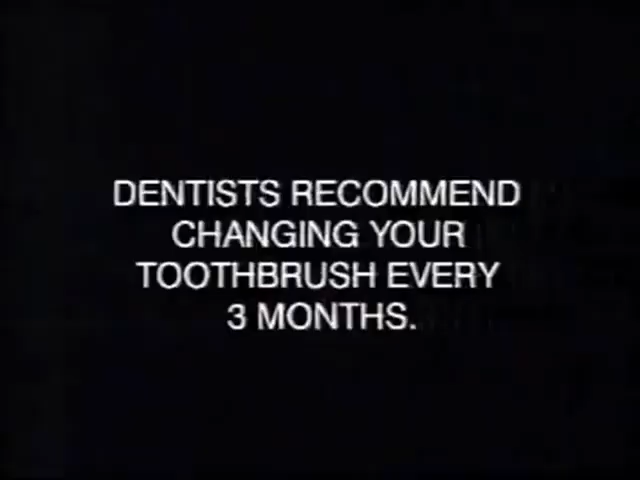 DENTISTS RECOMMEND
CHANGING YOUR
TOOTHBRUSH EVERY
3 MONTHS.